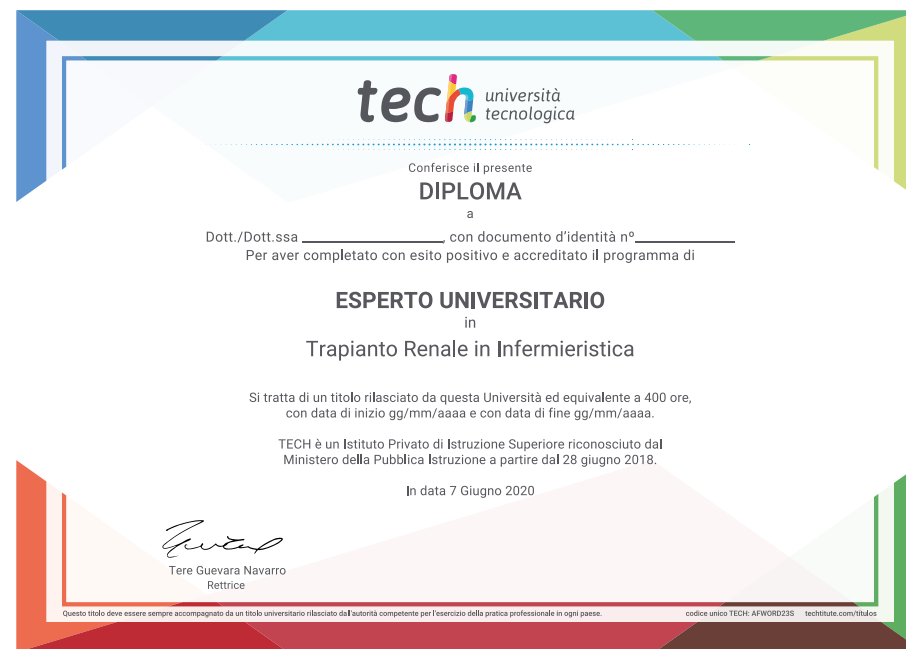 tech università
tecnologica
Conferisce il presente
DIPLOMA
a
Dott./Dott.ssa ________________, con documento d'identità nº____________
Per aver completato con esito positivo e accreditato il programma di
ESPERTO UNIVERSITARIO
in
Trapianto Renale in Infermieristica
Si tratta di un titolo rilasciato da questa Università ed equivalente a 400 ore,
con data di inizio gg/mm/aaaa e con data di fine gg/mm/aaaa.
TECH è un Istituto Privato di Istruzione Superiore riconosciuto dal
Ministero della Pubblica Istruzione a partire dal 28 giugno 2018.
In data 7 Giugno 2020
Tere Guevara Navarro
Rettrice
Questo titolo deve essere sempre accompagnato da un titolo universitario rilasciato dall'autorità competente per l'esercizio della pratica professionale in ogni paese. codice unico TECH: AFWORD23S techtitute.com/titulos